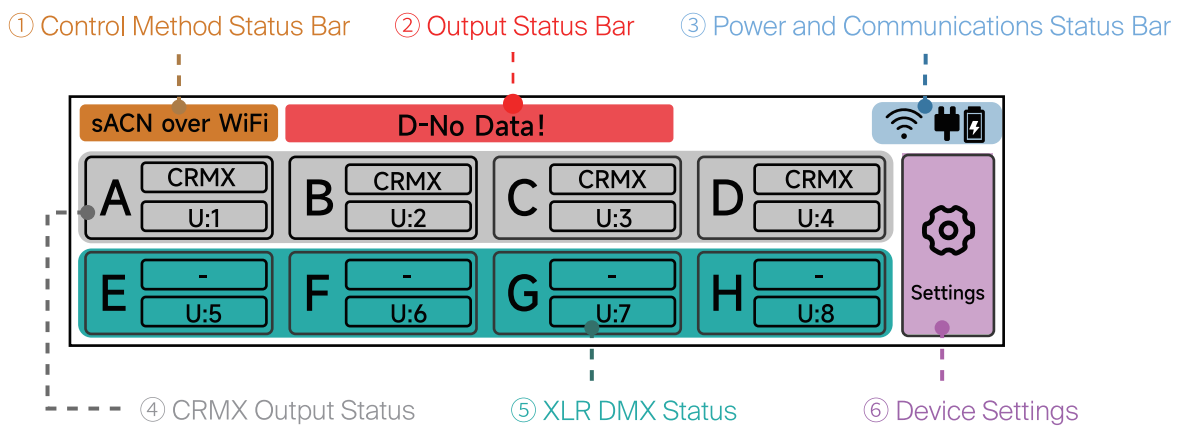 ① Control Method Status Bar
② Output Status Bar
③ Power and Communications Status Bar
sACN over WiFi
D-No Data!
A
CRMX
U:1
B
CRMX
U:2
C
CRMX
U:3
D
CRMX
U:4
E
-
U:5
F
-
U:6
G
-
U:7
H
-
U:8
Settings
④ CRMX Output Status
⑤ XLR DMX Status
⑥ Device Settings